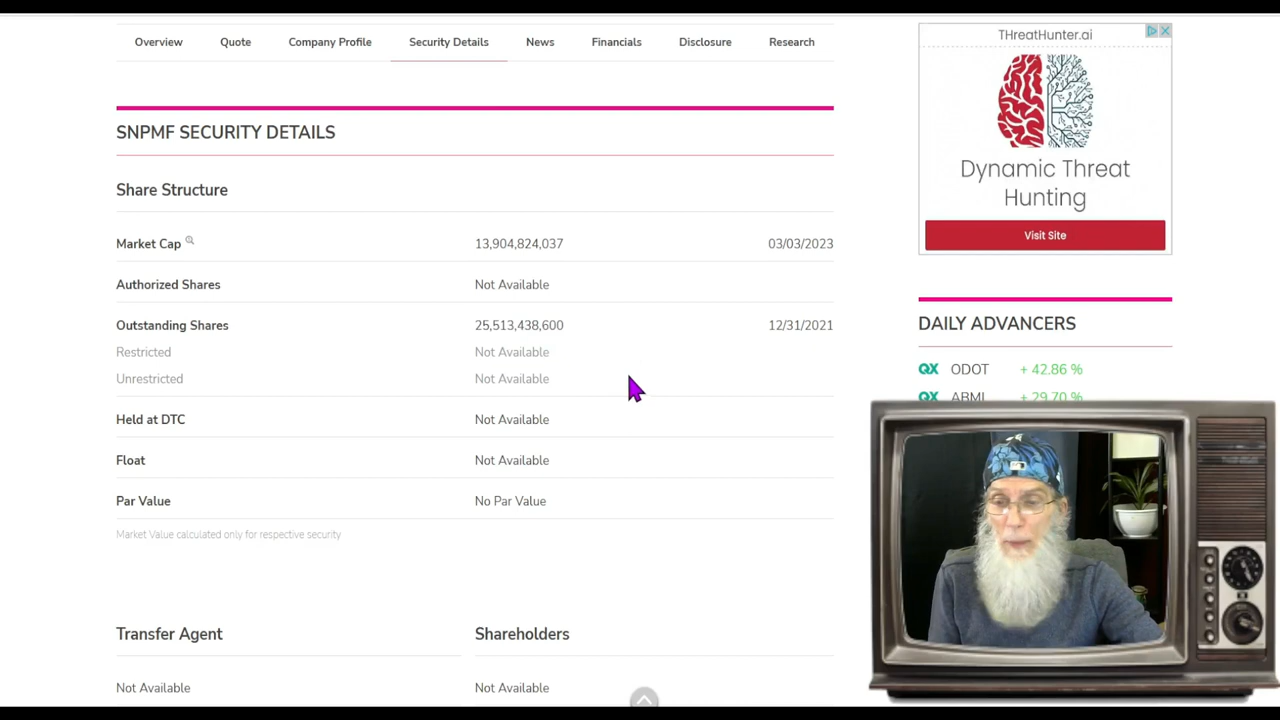 Overview Quote Company Profile Security Details News Financials Disclosure Research
SNPMF SECURITY DETAILS
Share Structure
Market Cap 13,904,824,037 03/03/2023
Authorized Shares Not Available
Outstanding Shares 25,513,438,600 12/31/2021
Restricted Not Available
Unrestricted Not Available
Held at DTC Not Available
Float Not Available
Par Value No Par Value
Market Value calculated only for respective security
Transfer Agent Shareholders
Not Available Not Available
THreatHunter.ai
Dynamic Threat
Hunting
Visit Site
DAILY ADVANCERS
QX ODOT + 42.86 %
QX + 29.70 %